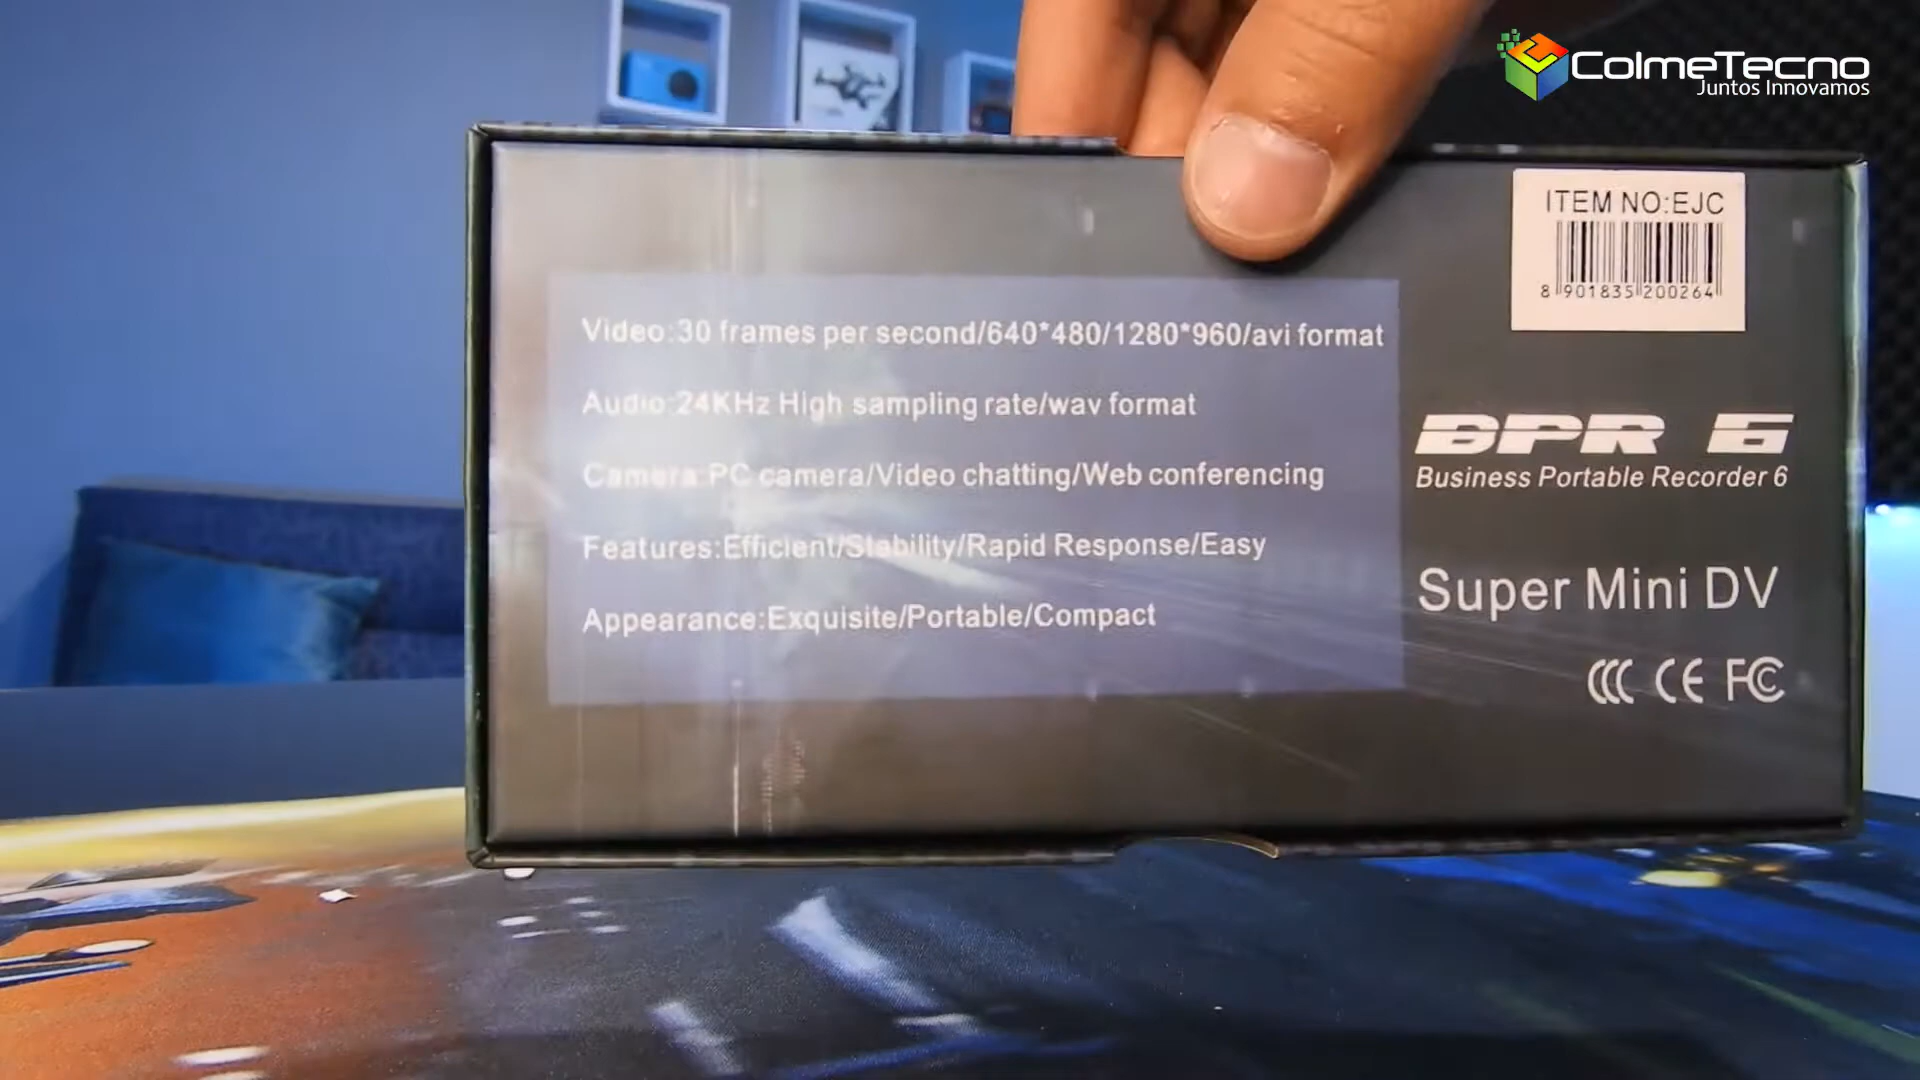 ColmeTecno
Juntos Innovamos
ITEM NO:EJC
8 901835 200264
Video:30 frames per second/640*480/1280*960/avi format
Audio:24KHz High sampling rate/wav format
Camera:PC camera/Video chatting/Web conferencing
Features:Efficient/Stability/Rapid Response/Easy
Appearance:Exquisite/Portable/Compact
BPR 6
Business Portable Recorder 6
Super Mini DV
CCC CE FC